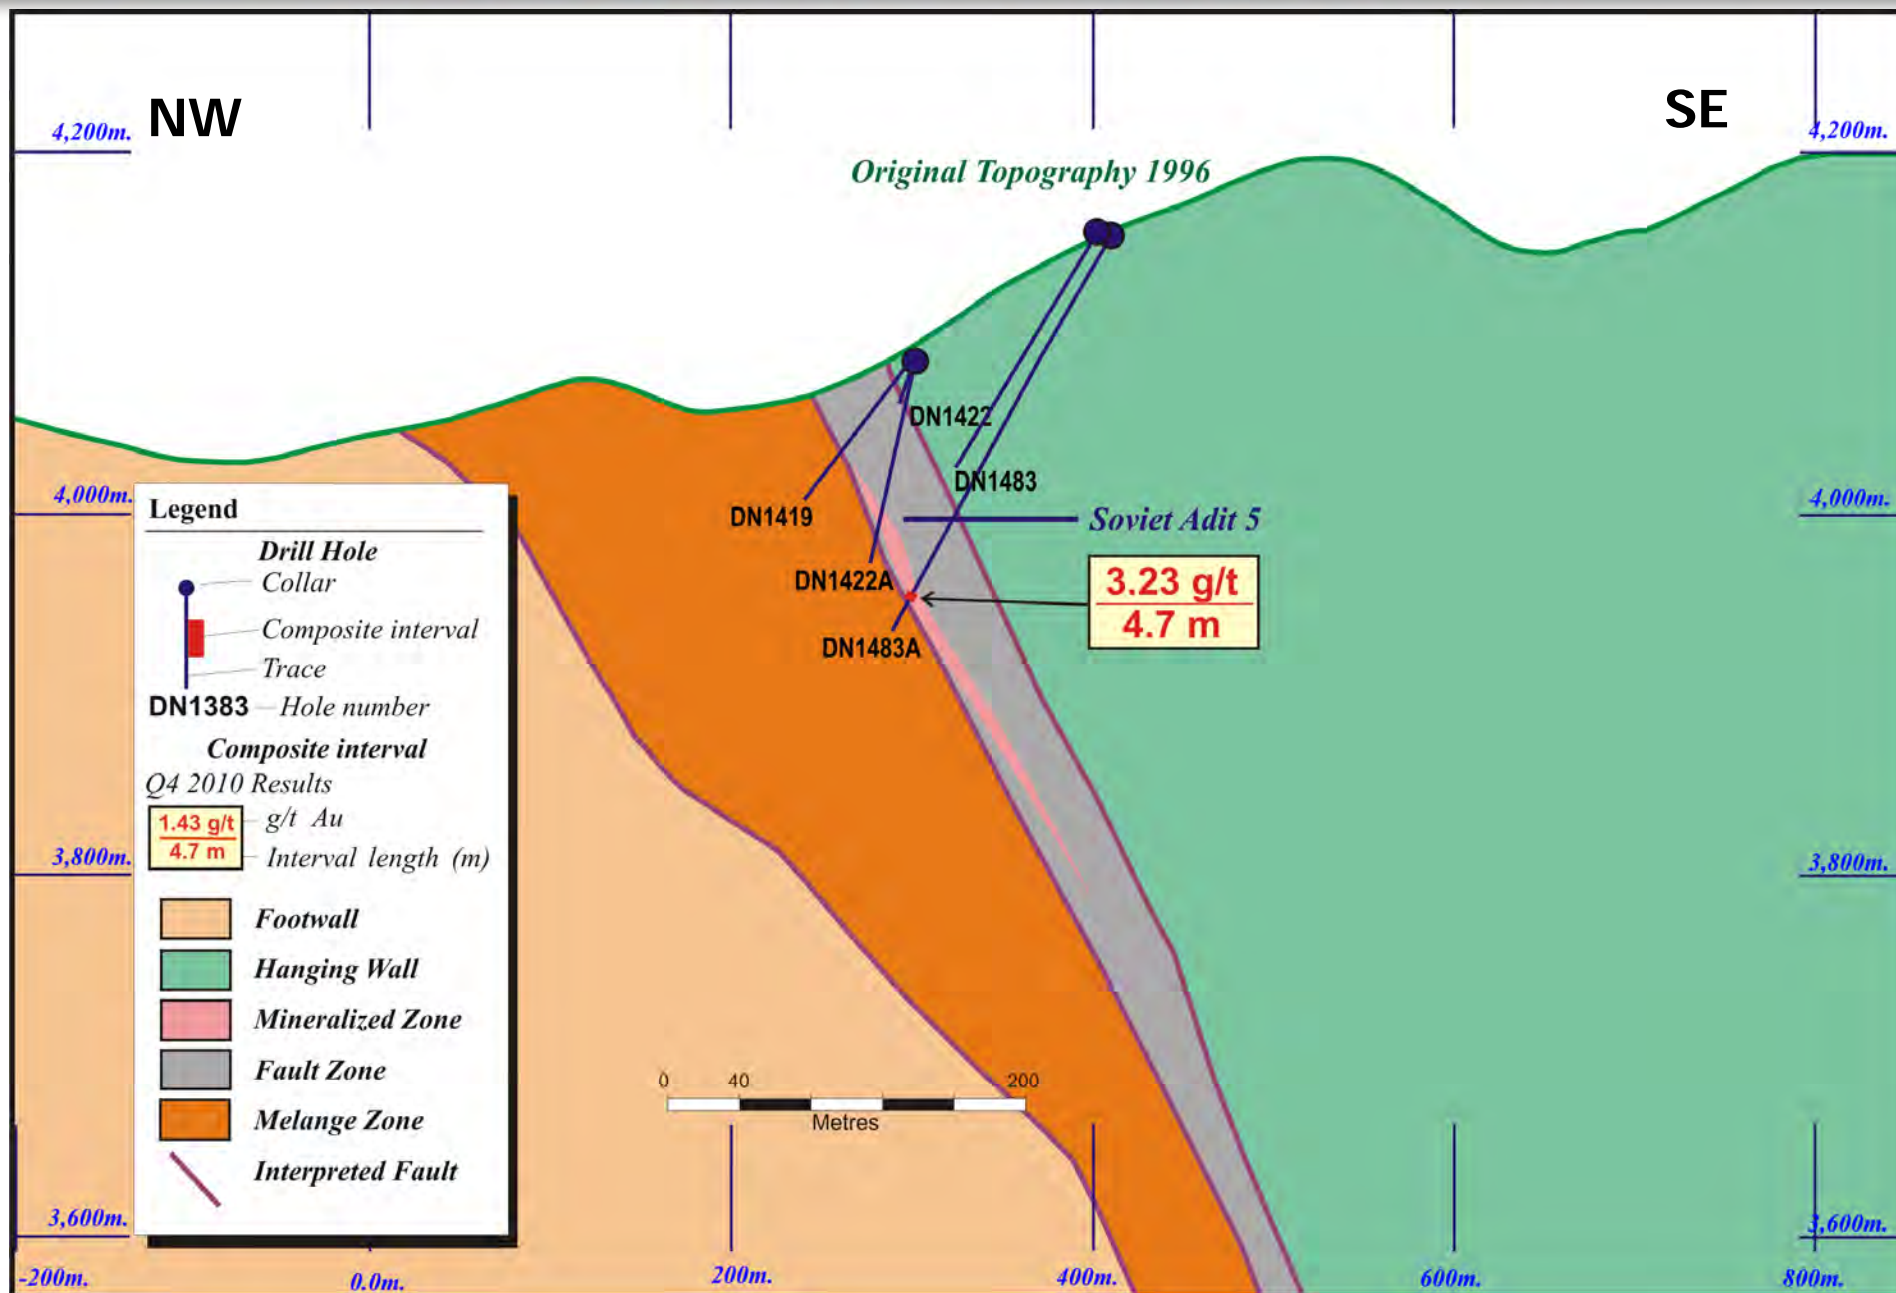 NW
SE
4,200m.
4,200m.
Original Topography 1996
DN1422
DN1483
4,000m.
4,000m.
DN1419
Soviet Adit 5
DN1422A
3.23 g/t
4.7 m
DN1483A
Legend
Drill Hole
Collar
Composite interval
Trace
DN1383
Hole number
Composite interval
Q4 2010 Results
1.43 g/t
g/t Au
4.7 m
Interval length (m)
3,800m.
3,800m.
Footwall
Hanging Wall
Mineralized Zone
Fault Zone
Melange Zone
Interpreted Fault
0 40 200
Metres
3,600m.
3,600m.
-200m.
0.0m.
200m.
400m.
600m.
800m.